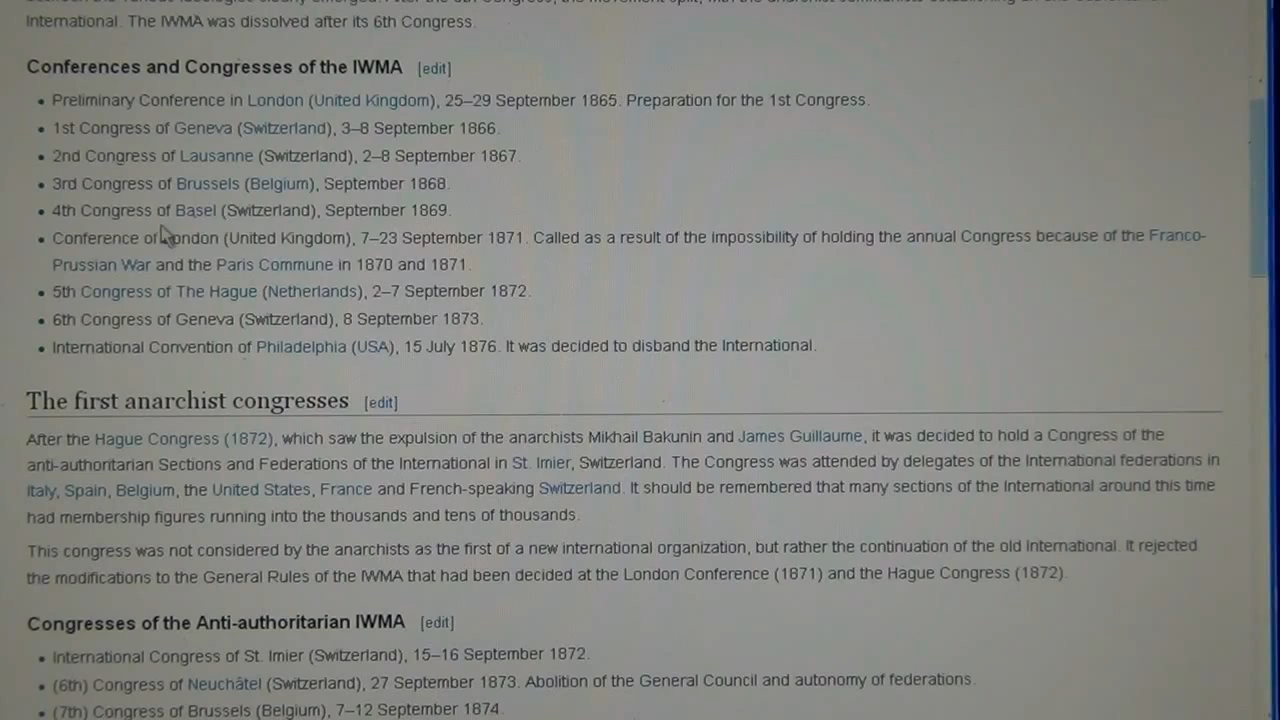 International. The IWMA was dissolved after its 6th Congress.
Conferences and Congresses of the IWMA [edit]
• Preliminary Conference in London (United Kingdom), 25–29 September 1865. Preparation for the 1st Congress.
• 1st Congress of Geneva (Switzerland), 3–8 September 1866.
• 2nd Congress of Lausanne (Switzerland), 2–8 September 1867.
• 3rd Congress of Brussels (Belgium), September 1868.
• 4th Congress of Basel (Switzerland), September 1869.
• Conference of London (United Kingdom), 7–23 September 1871. Called as a result of the impossibility of holding the annual Congress because of the Franco-
Prussian War and the Paris Commune in 1870 and 1871.
• 5th Congress of The Hague (Netherlands), 2–7 September 1872.
• 6th Congress of Geneva (Switzerland), 8 September 1873.
• International Convention of Philadelphia (USA), 15 July 1876. It was decided to disband the International.
The first anarchist congresses [edit]
After the Hague Congress (1872), which saw the expulsion of the anarchists Mikhail Bakunin and James Guillaume, it was decided to hold a Congress of the
anti-authoritarian Sections and Federations of the International in St. Imier, Switzerland. The Congress was attended by delegates of the International federations in
Italy, Spain, Belgium, the United States, France and French-speaking Switzerland. It should be remembered that many sections of the International around this time
had membership figures running into the thousands and tens of thousands.
This congress was not considered by the anarchists as the first of a new international organization, but rather the continuation of the old International. It rejected
the modifications to the General Rules of the IWMA that had been decided at the London Conference (1871) and the Hague Congress (1872).
Congresses of the Anti-authoritarian IWMA [edit]
• International Congress of St. Imier (Switzerland), 15–16 September 1872.
• (6th) Congress of Neuchâtel (Switzerland), 27 September 1873. Abolition of the General Council and autonomy of federations.
• (7th) Congress of Brussels (Belgium), 7–12 September 1874.